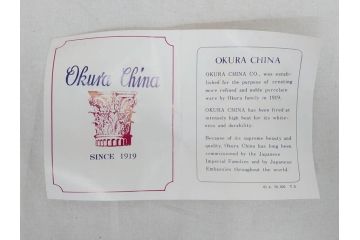 Okura China
SINCE 1919
OKURA CHINA
OKURA CHINA CO., was estab-
lished for the purpose of creating
more refined and noble porcelain
ware by Okura family in 1919.
OKURA CHINA has been fired at
extremely high heat for its white-
ness and durability.
Because of its supreme beauty and
quality, Okura China has long been
commissioned by the Japanese
Imperial Families and by Japanese
Embassies throughout the world.